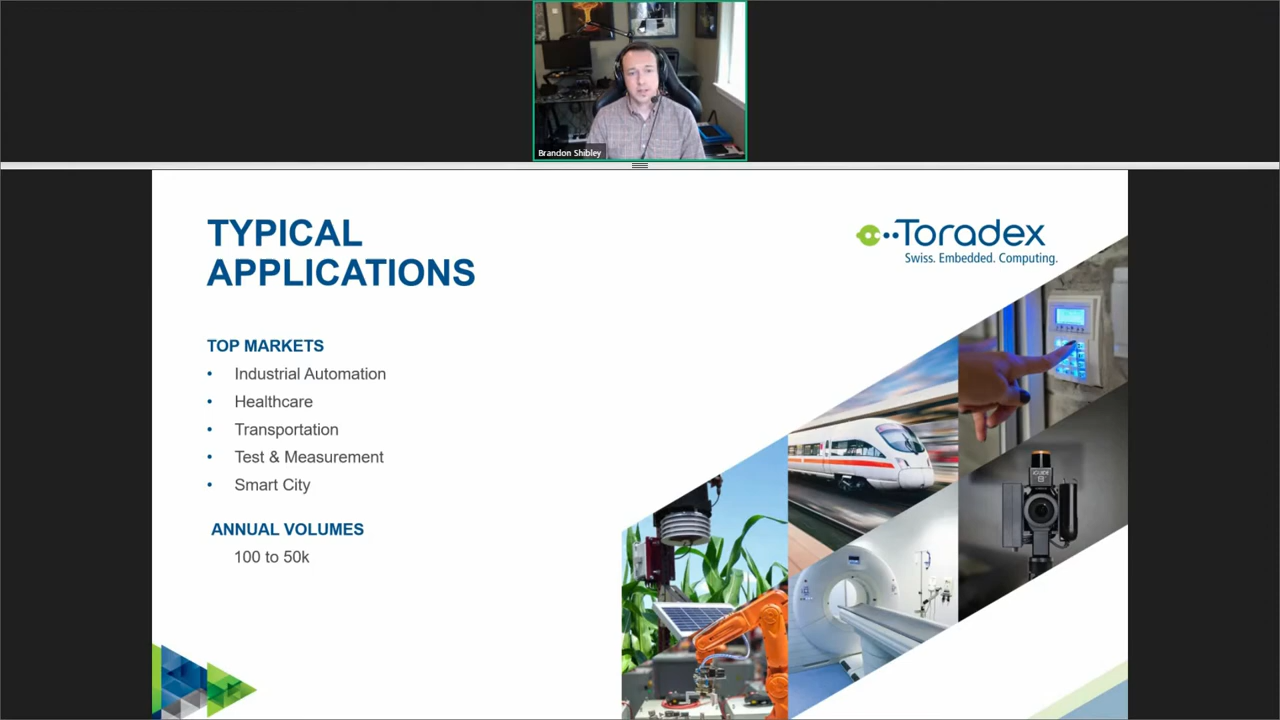 Brandon Shibley
TYPICAL
APPLICATIONS
Toradex
Swiss. Embedded. Computing.
TOP MARKETS
• Industrial Automation
• Healthcare
• Transportation
• Test & Measurement
• Smart City
ANNUAL VOLUMES
100 to 50k